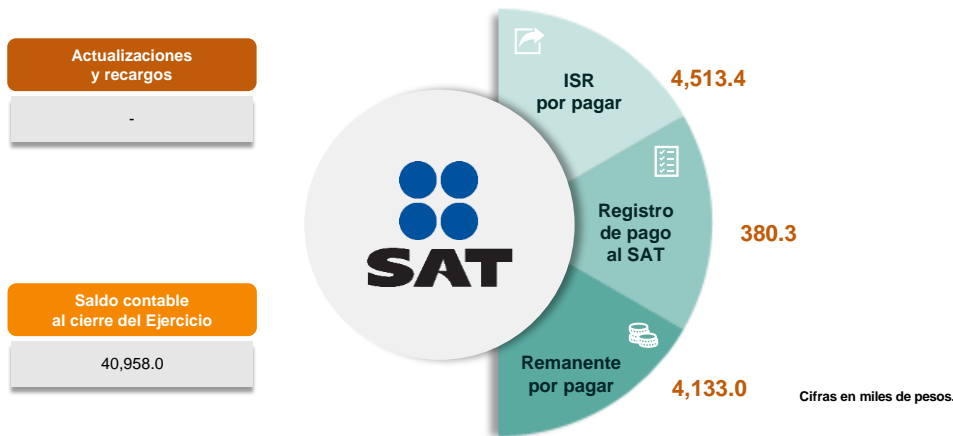 Actualizaciones
y recargos
-
Saldo contable
al cierre del Ejercicio
40,958.0
SAT
ISR
por pagar
4,513.4
Registro
de pago
al SAT
380.3
Remanente
por pagar
4,133.0
Cifras en miles de pesos.